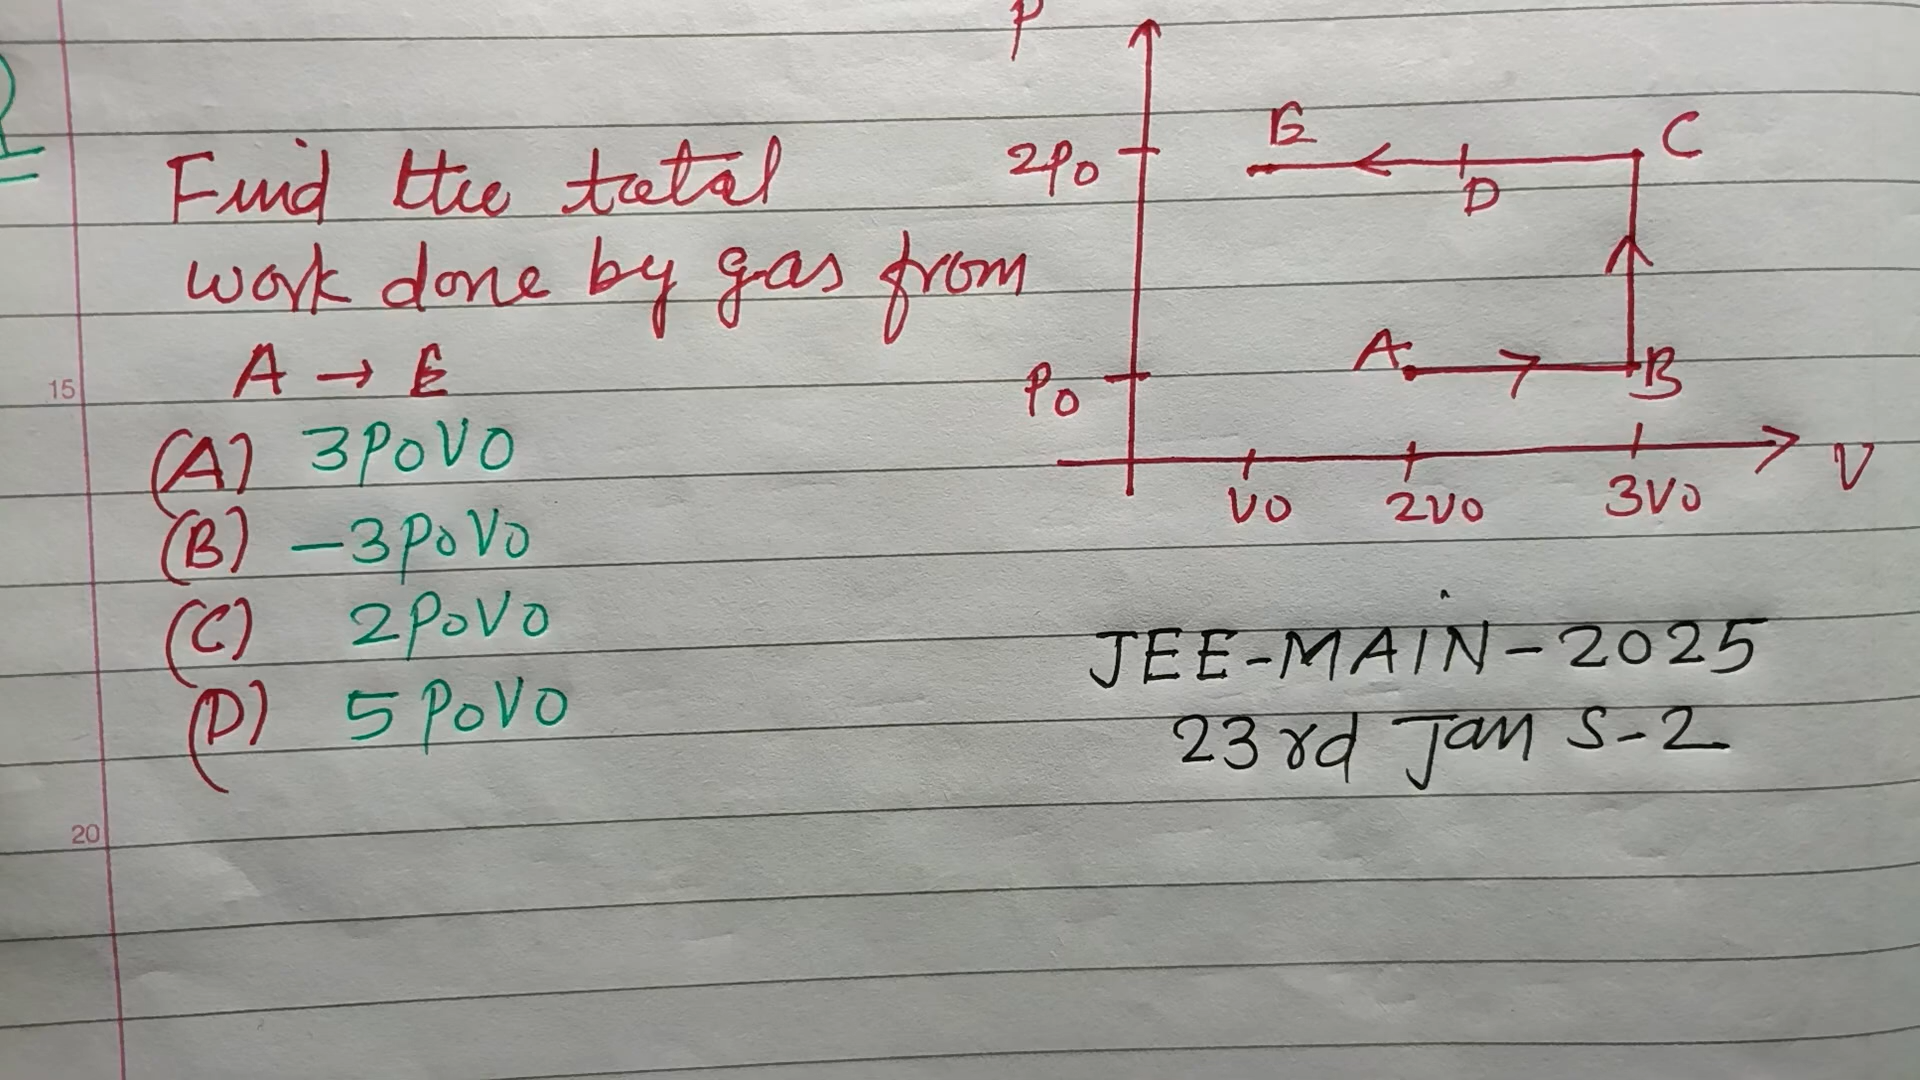 Find the total
work done by gas from
A → E
(A) 3P0V0
(B) -3P0V0
(C) 2P0V0
(D) 5P0V0
P
2P0
E
D
C
P0
A
B
V0
2V0
3V0
V
JEE-MAIN-2025
23rd Jan S-2
15
20